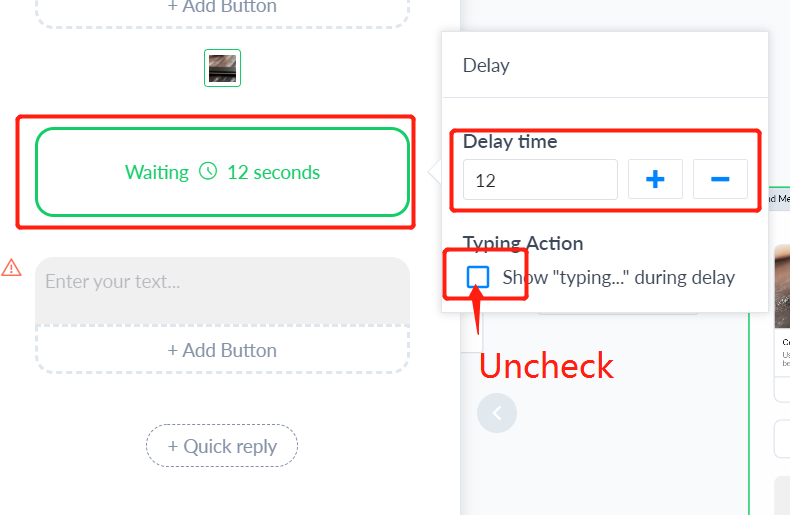 + Add Button
Delay
Delay time
Waiting 12 seconds
12
+
−
Typing Action
Show "typing..." during delay
Enter your text...
+ Add Button
Uncheck
+ Quick reply